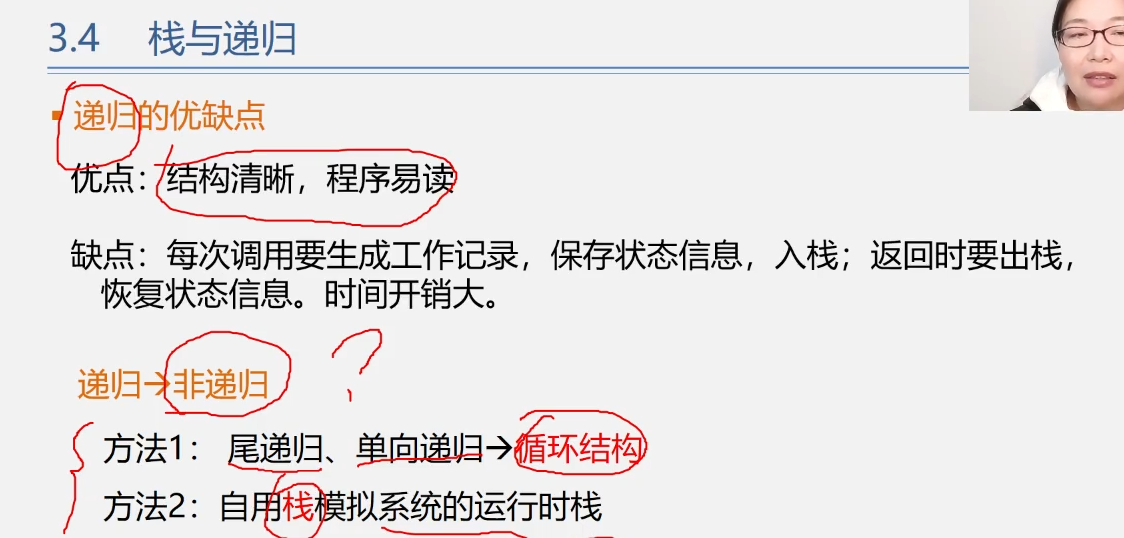 3.4 栈与递归
▪ 递归的优缺点
优点：结构清晰，程序易读
缺点：每次调用要生成工作记录，保存状态信息，入栈；返回时要出栈，
恢复状态信息。时间开销大。
递归→非递归 ?
方法1： 尾递归、单向递归→循环结构
方法2：自用栈模拟系统的运行时栈